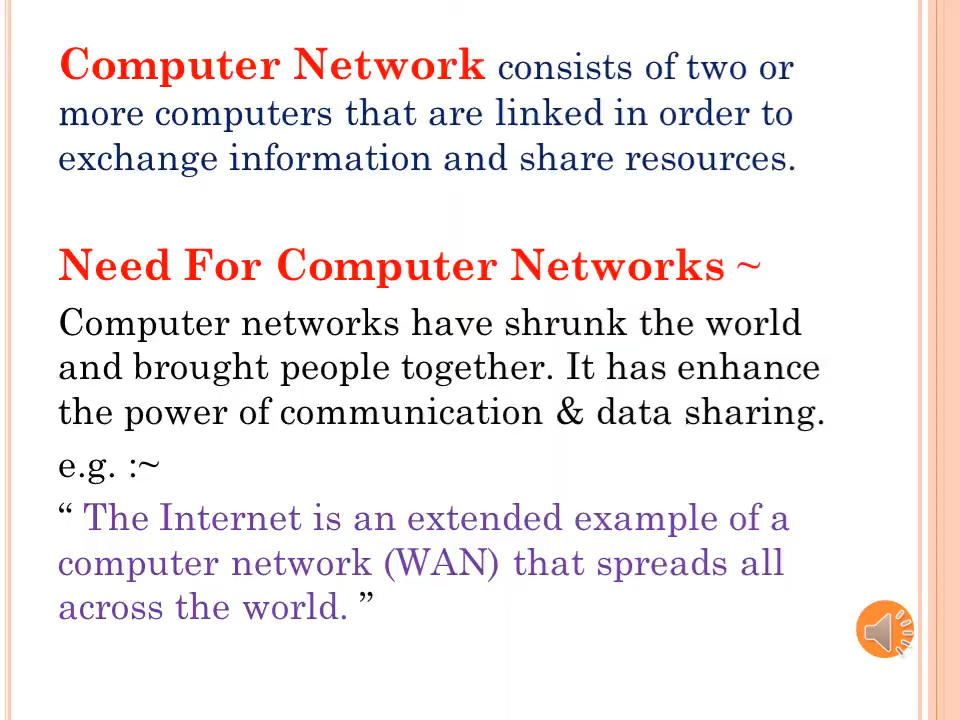 Computer Network consists of two or
more computers that are linked in order to
exchange information and share resources.
Need For Computer Networks ~
Computer networks have shrunk the world
and brought people together. It has enhance
the power of communication & data sharing.
e.g. :~
“ The Internet is an extended example of a
computer network (WAN) that spreads all
across the world. ”